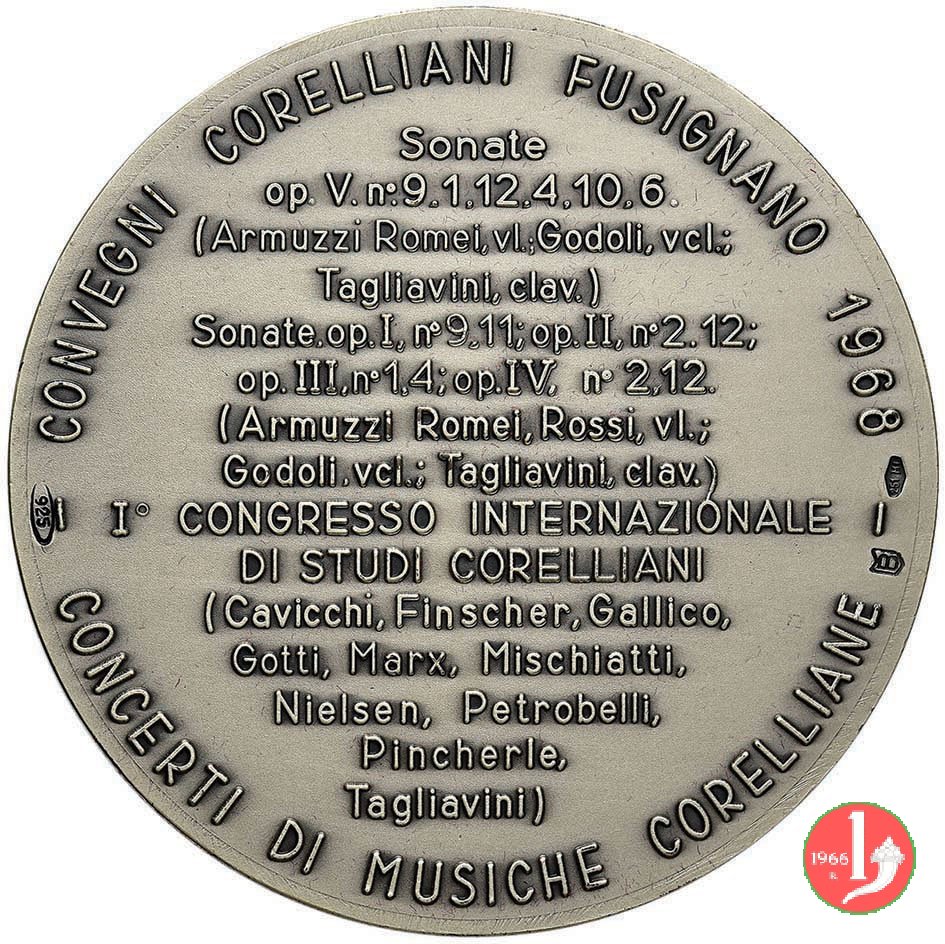 CONVEGNI CORELLIANI FUSIGNANO 1968
Sonate
op. V. n° 9.1,12.4,10.6.
(Armuzzi Romei, vl.; Godoli, vcl.;
Tagliavini, clav.)
Sonate. op. I, n° 9.11; op. II, n° 2.12;
op. III, n° 1.4; op. IV, n° 2,12.
(Armuzzi Romei, Rossi, vl.;
Godoli, vcl.; Tagliavini, clav.)
I° CONGRESSO INTERNAZIONALE
DI STUDI CORELLIANI
(Cavicchi, Finscher, Gallico,
Gotti, Marx, Mischiatti,
Nielsen, Petrobelli,
Pincherle,
Tagliavini)
CONCERTI DI MUSICHE CORELLIANE
925
1966